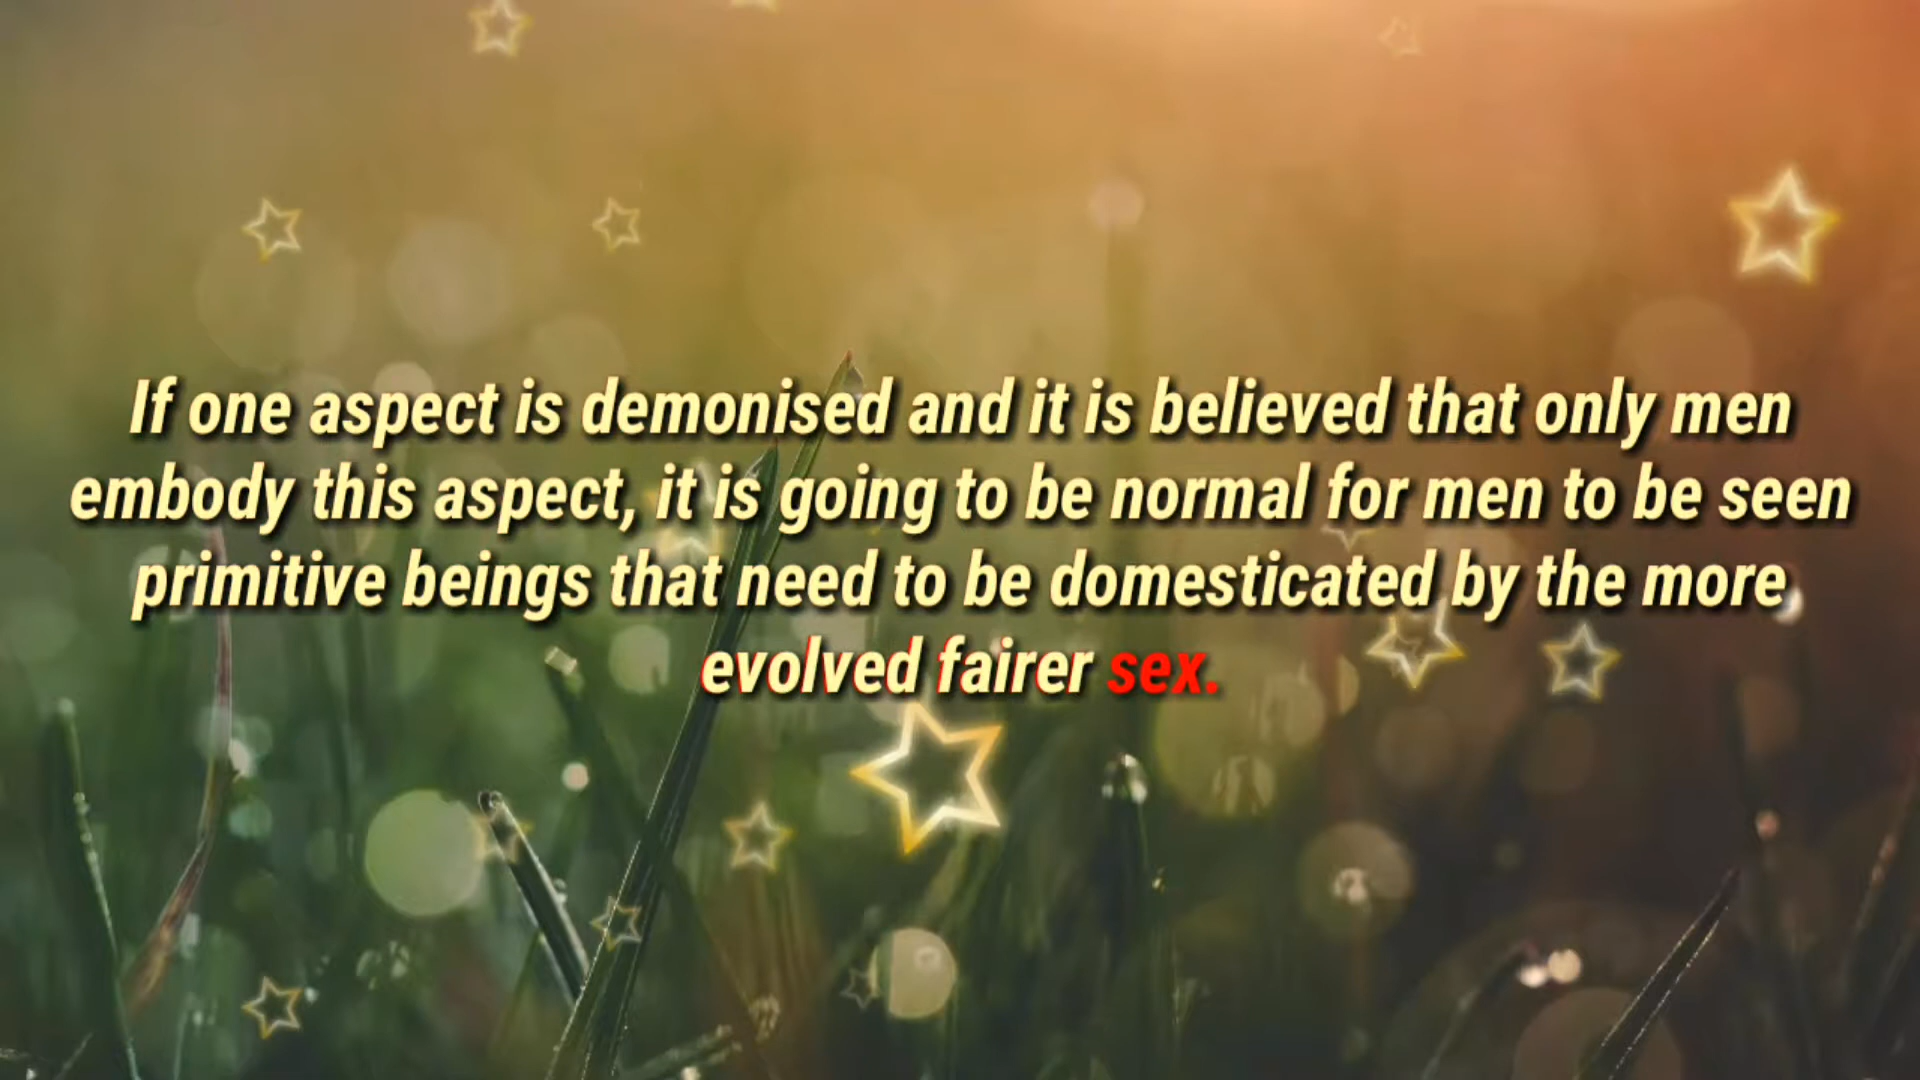 If one aspect is demonised and it is believed that only men
embody this aspect, it is going to be normal for men to be seen
primitive beings that need to be domesticated by the more
evolved fairer sex.